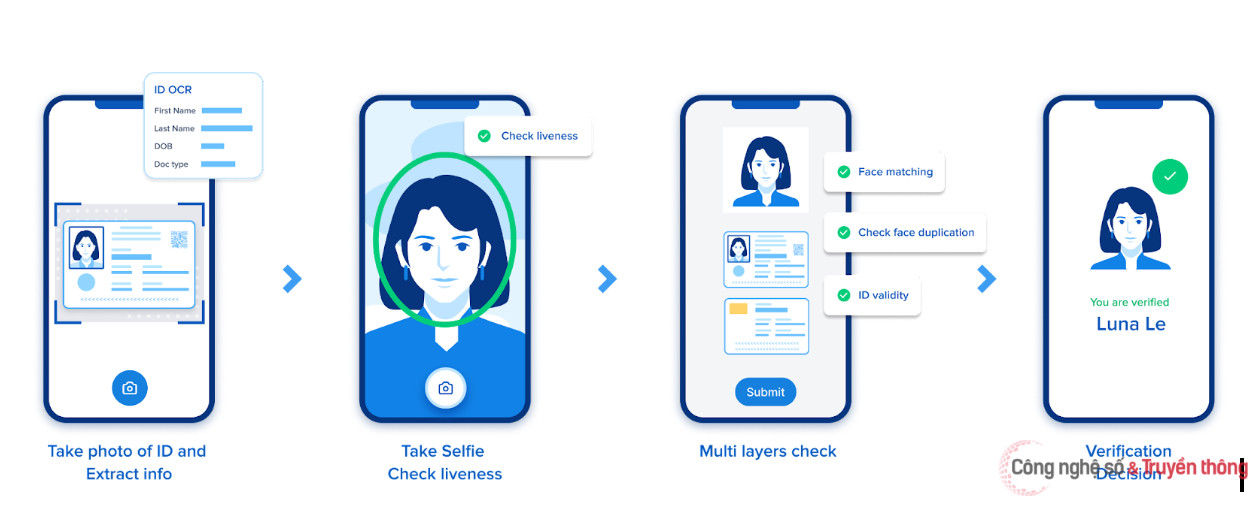 ID OCR
First Name
Last Name
DOB
Doc type
Take photo of ID and
Extract info
Check liveness
Take Selfie
Check liveness
Face matching
Check face duplication
ID validity
Submit
Multi layers check
You are verified
Luna Le
Verification
Decision
Công nghệ số & Truyền thông